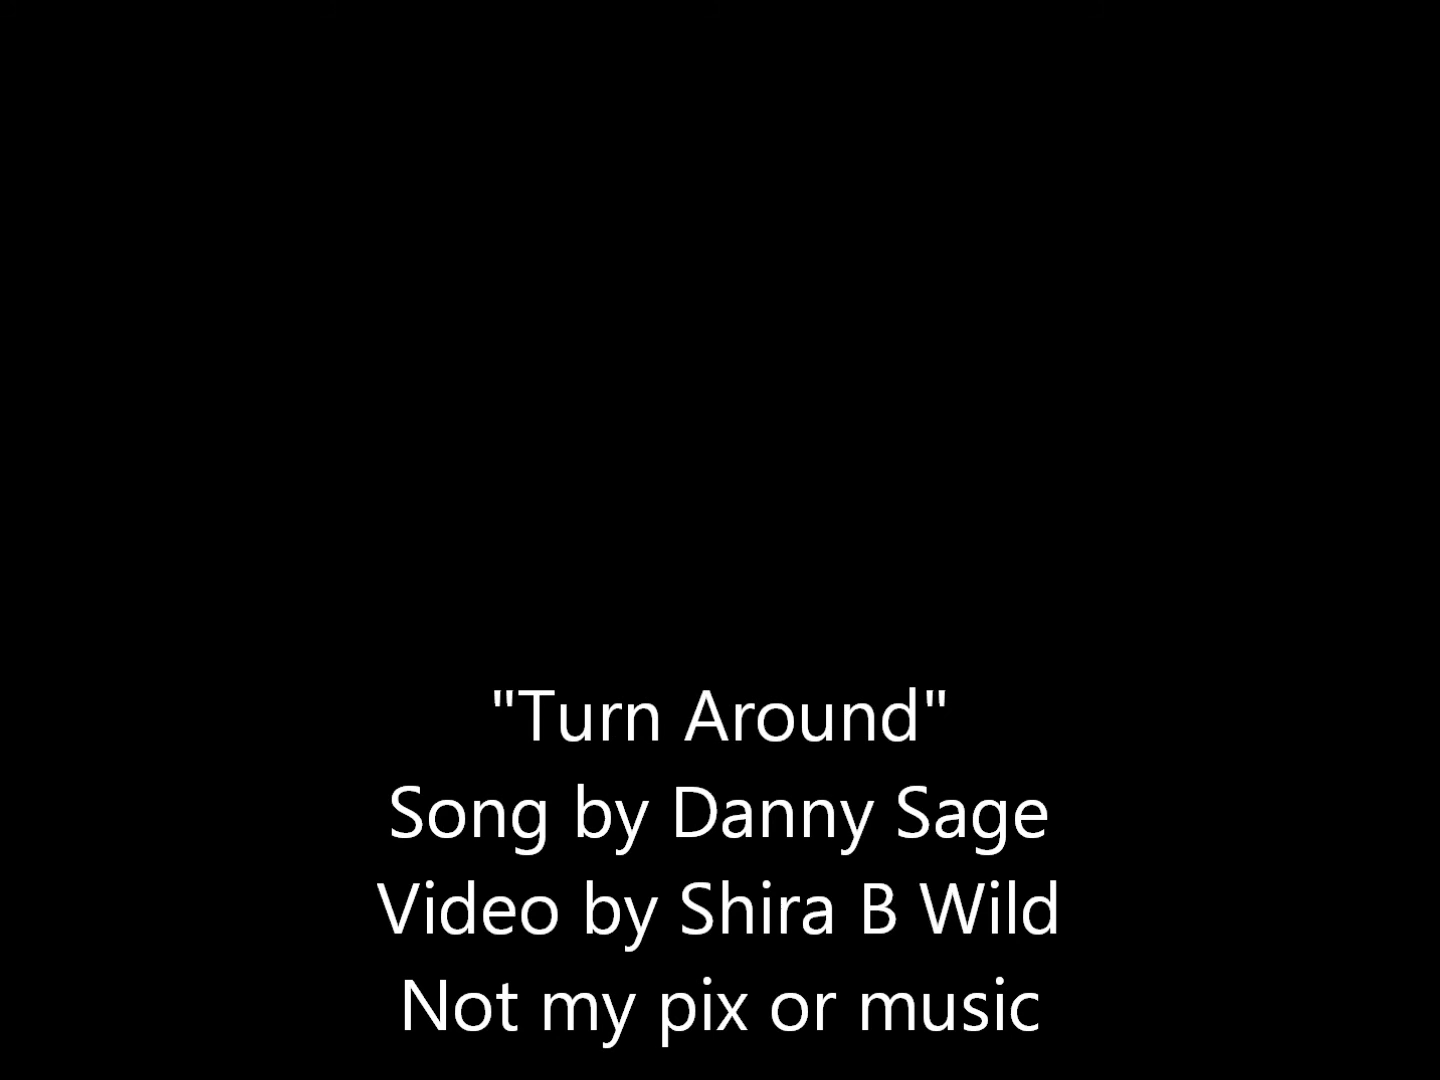 "Turn Around"
Song by Danny Sage
Video by Shira B Wild
Not my pix or music